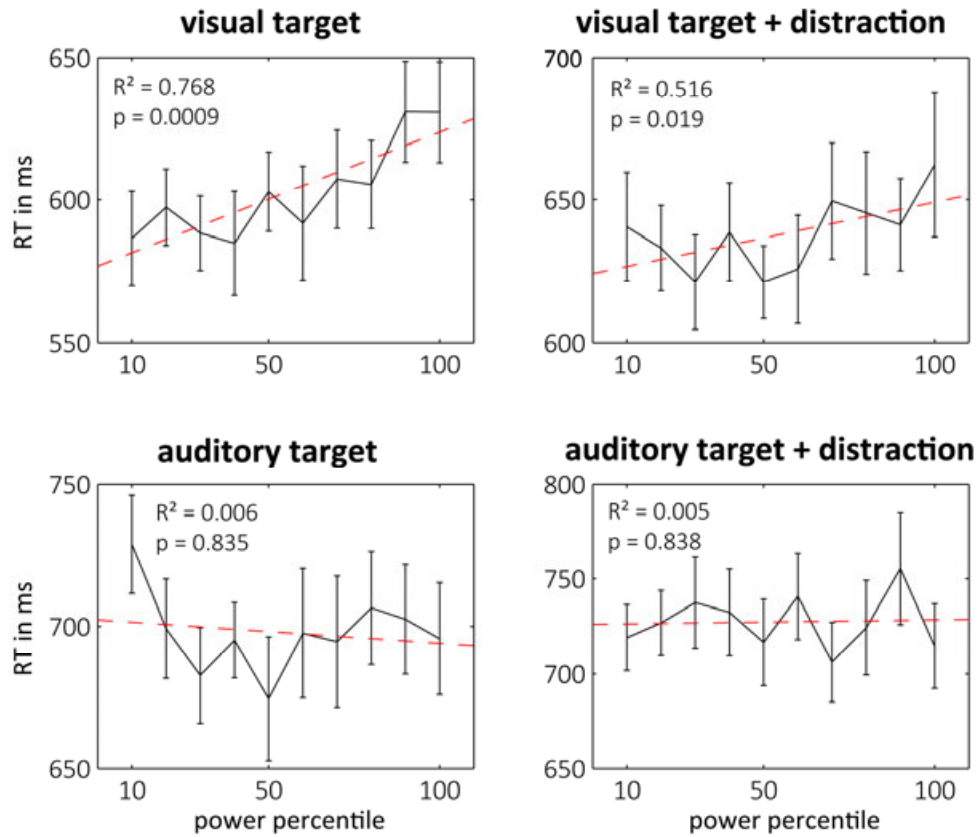 visual target
visual target + distraction
650
R² = 0.768
p = 0.0009
600
550
RT in ms
10
50
100
700
R² = 0.516
p = 0.019
650
600
10
50
100
auditory target
auditory target + distraction
750
R² = 0.006
p = 0.835
700
650
RT in ms
10
50
100
power percentile
800
R² = 0.005
p = 0.838
750
700
650
10
50
100
power percentile